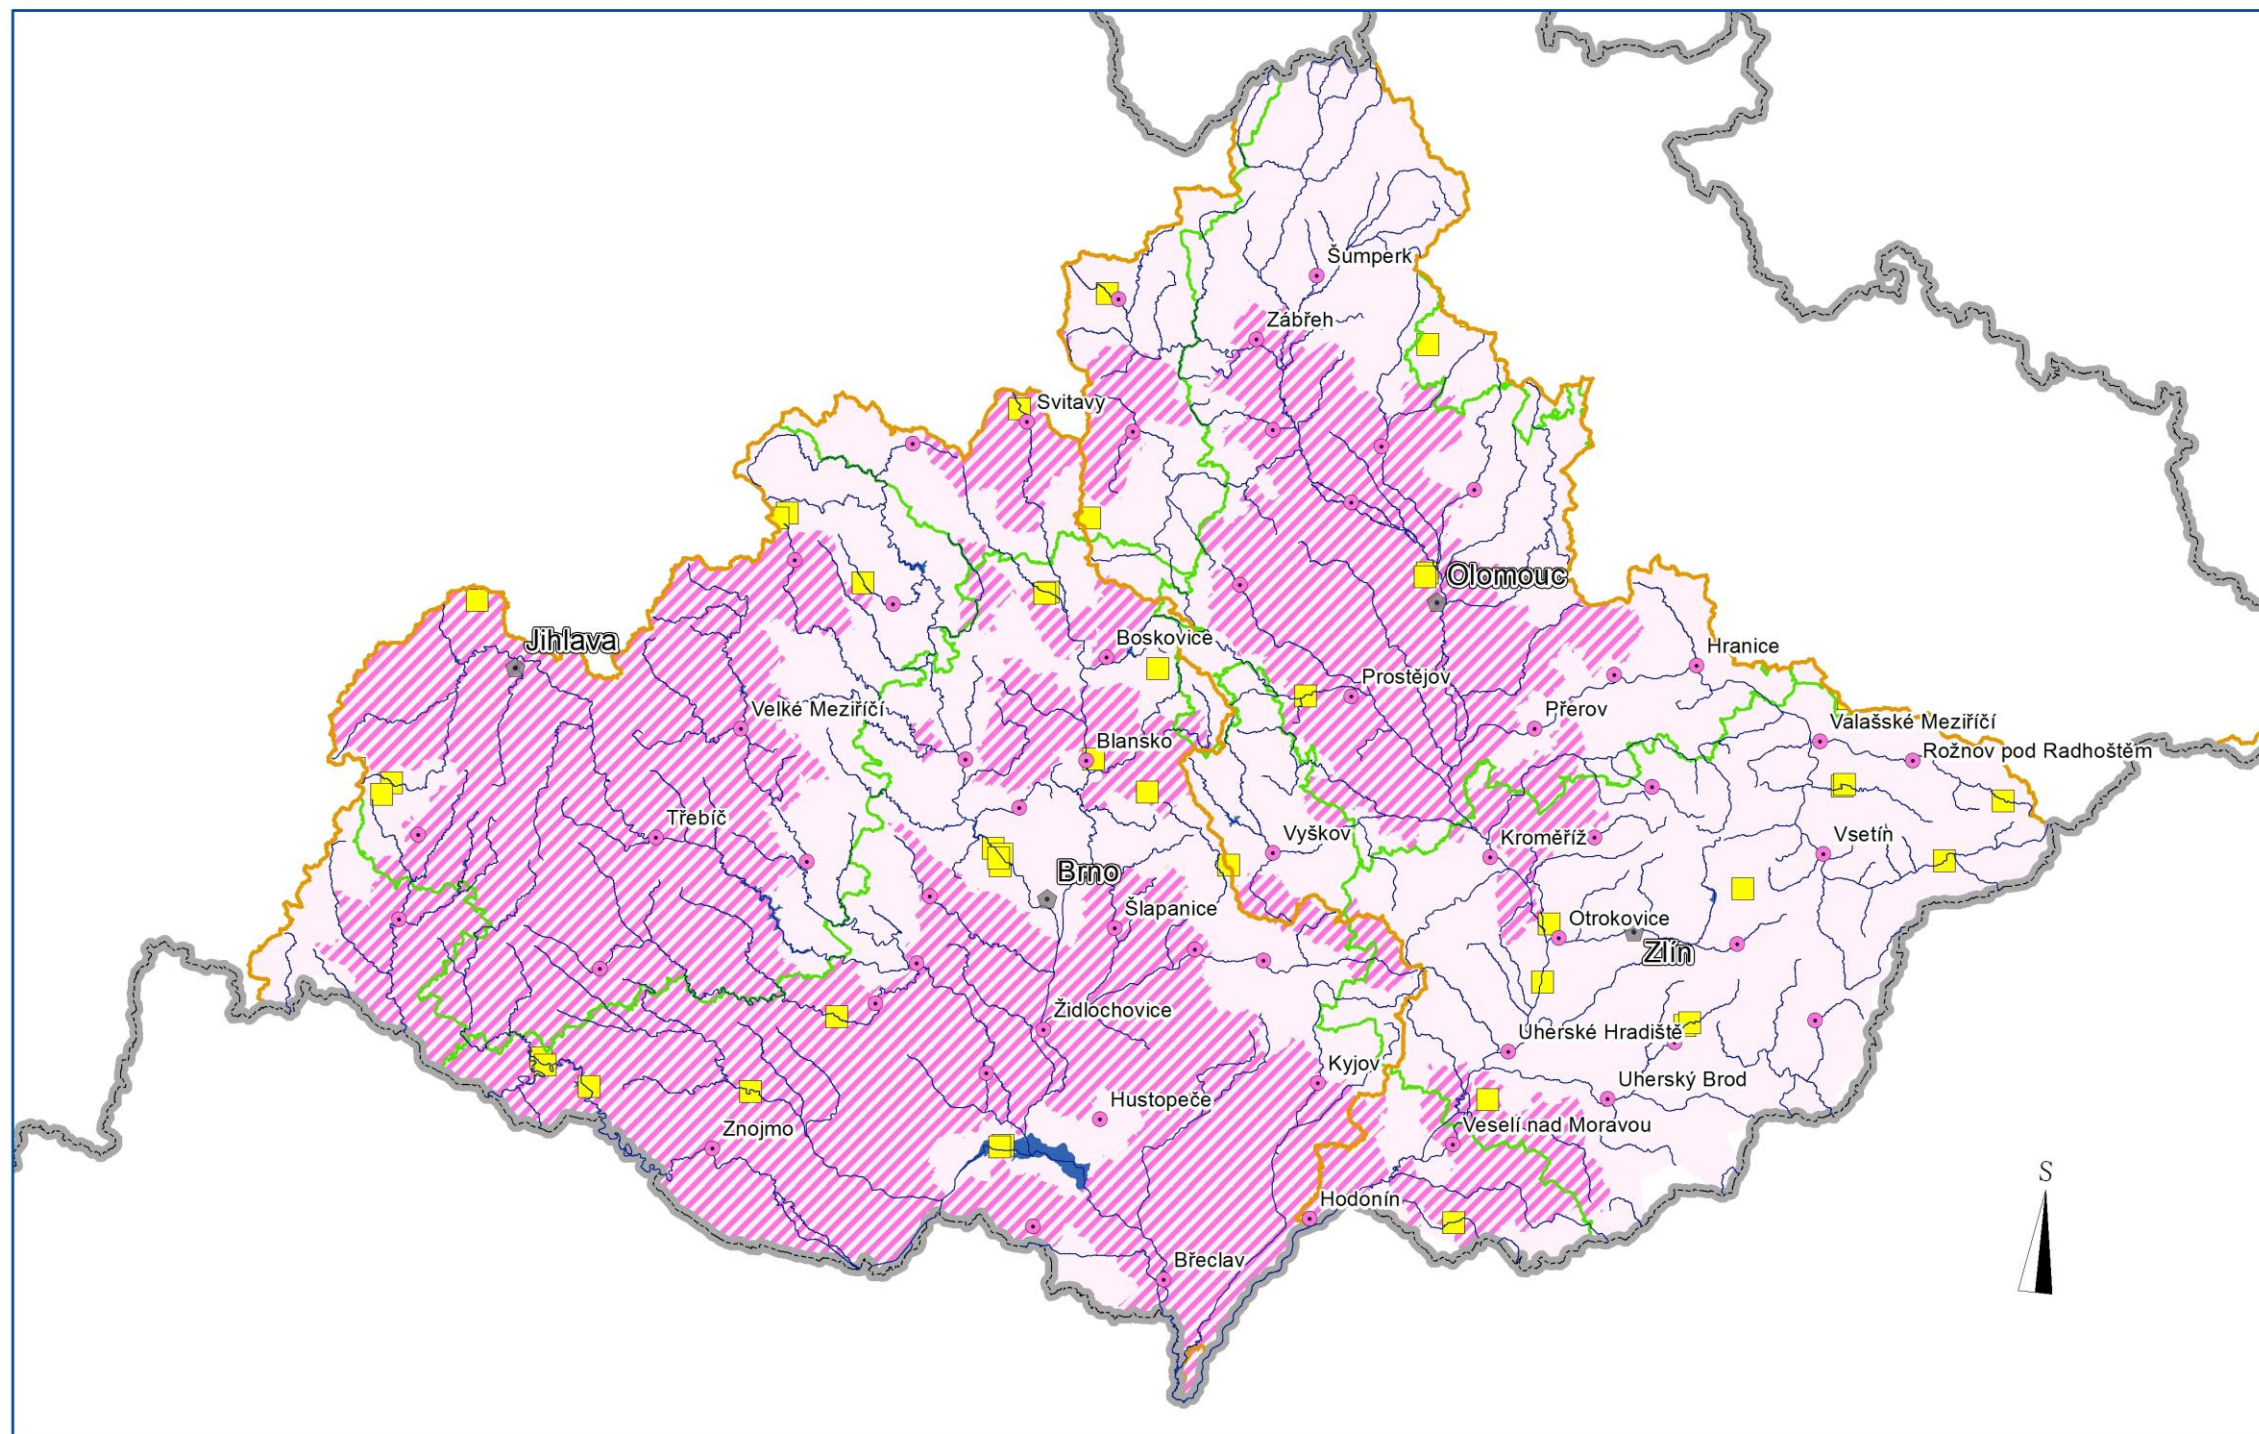 Šumperk
Zábřeh
Svitavy
Olomouc
Jihlava
Boskovice
Hranice
Prostějov
Velké Meziříčí
Přerov
Valašské Meziříčí
Blansko
Rožnov pod Radhoštěm
Třebíč
Vyškov
Kroměříž
Vsetín
Brno
Šlapanice
Otrokovice
Zlín
Židlochovice
Uherské Hradiště
Kyjov
Uherský Brod
Hustopeče
Znojmo
Veselí nad Moravou
S
Hodonín
Břeclav